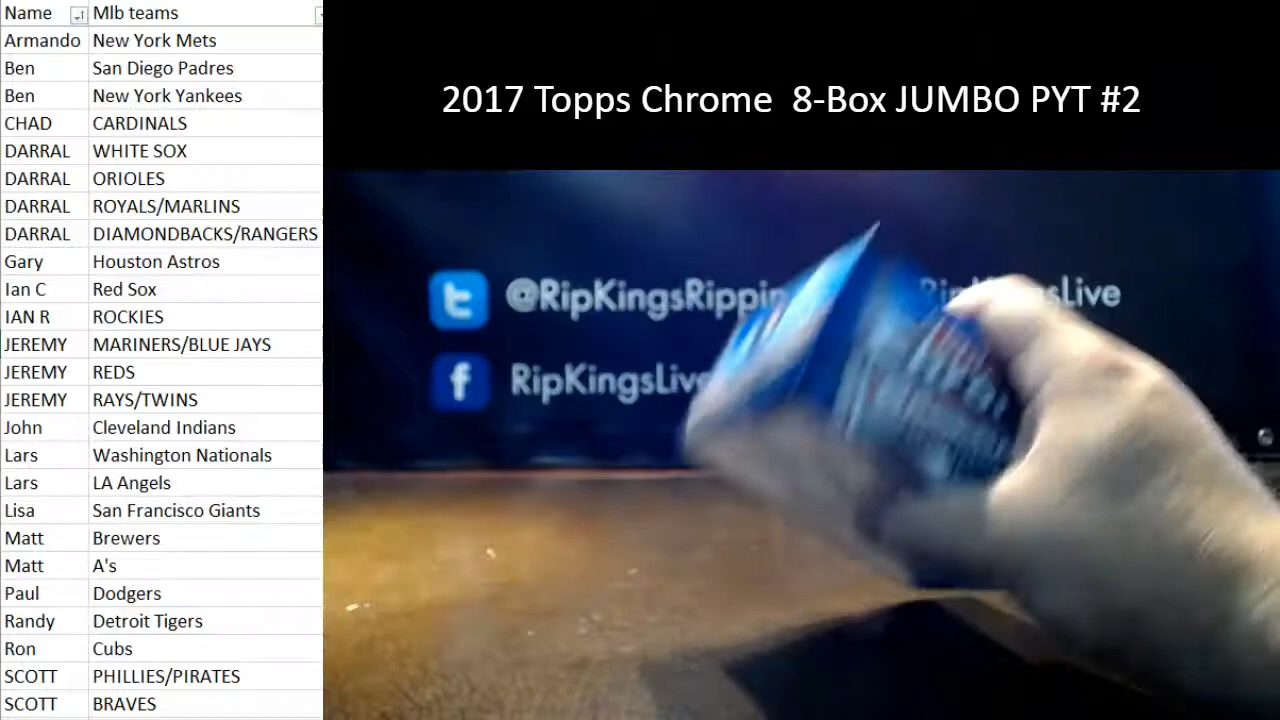 Name Mlb teams
Armando New York Mets
Ben San Diego Padres
Ben New York Yankees
CHAD CARDINALS
DARRAL WHITE SOX
DARRAL ORIOLES
DARRAL ROYALS/MARLINS
DARRAL DIAMONDBACKS/RANGERS
Gary Houston Astros
Ian C Red Sox
IAN R ROCKIES
JEREMY MARINERS/BLUE JAYS
JEREMY REDS
JEREMY RAYS/TWINS
John Cleveland Indians
Lars Washington Nationals
Lars LA Angels
Lisa San Francisco Giants
Matt Brewers
Matt A's
Paul Dodgers
Randy Detroit Tigers
Ron Cubs
SCOTT PHILLIES/PIRATES
SCOTT BRAVES
2017 Topps Chrome 8-Box JUMBO PYT #2
@RipKingsRippin
RipKingsLive